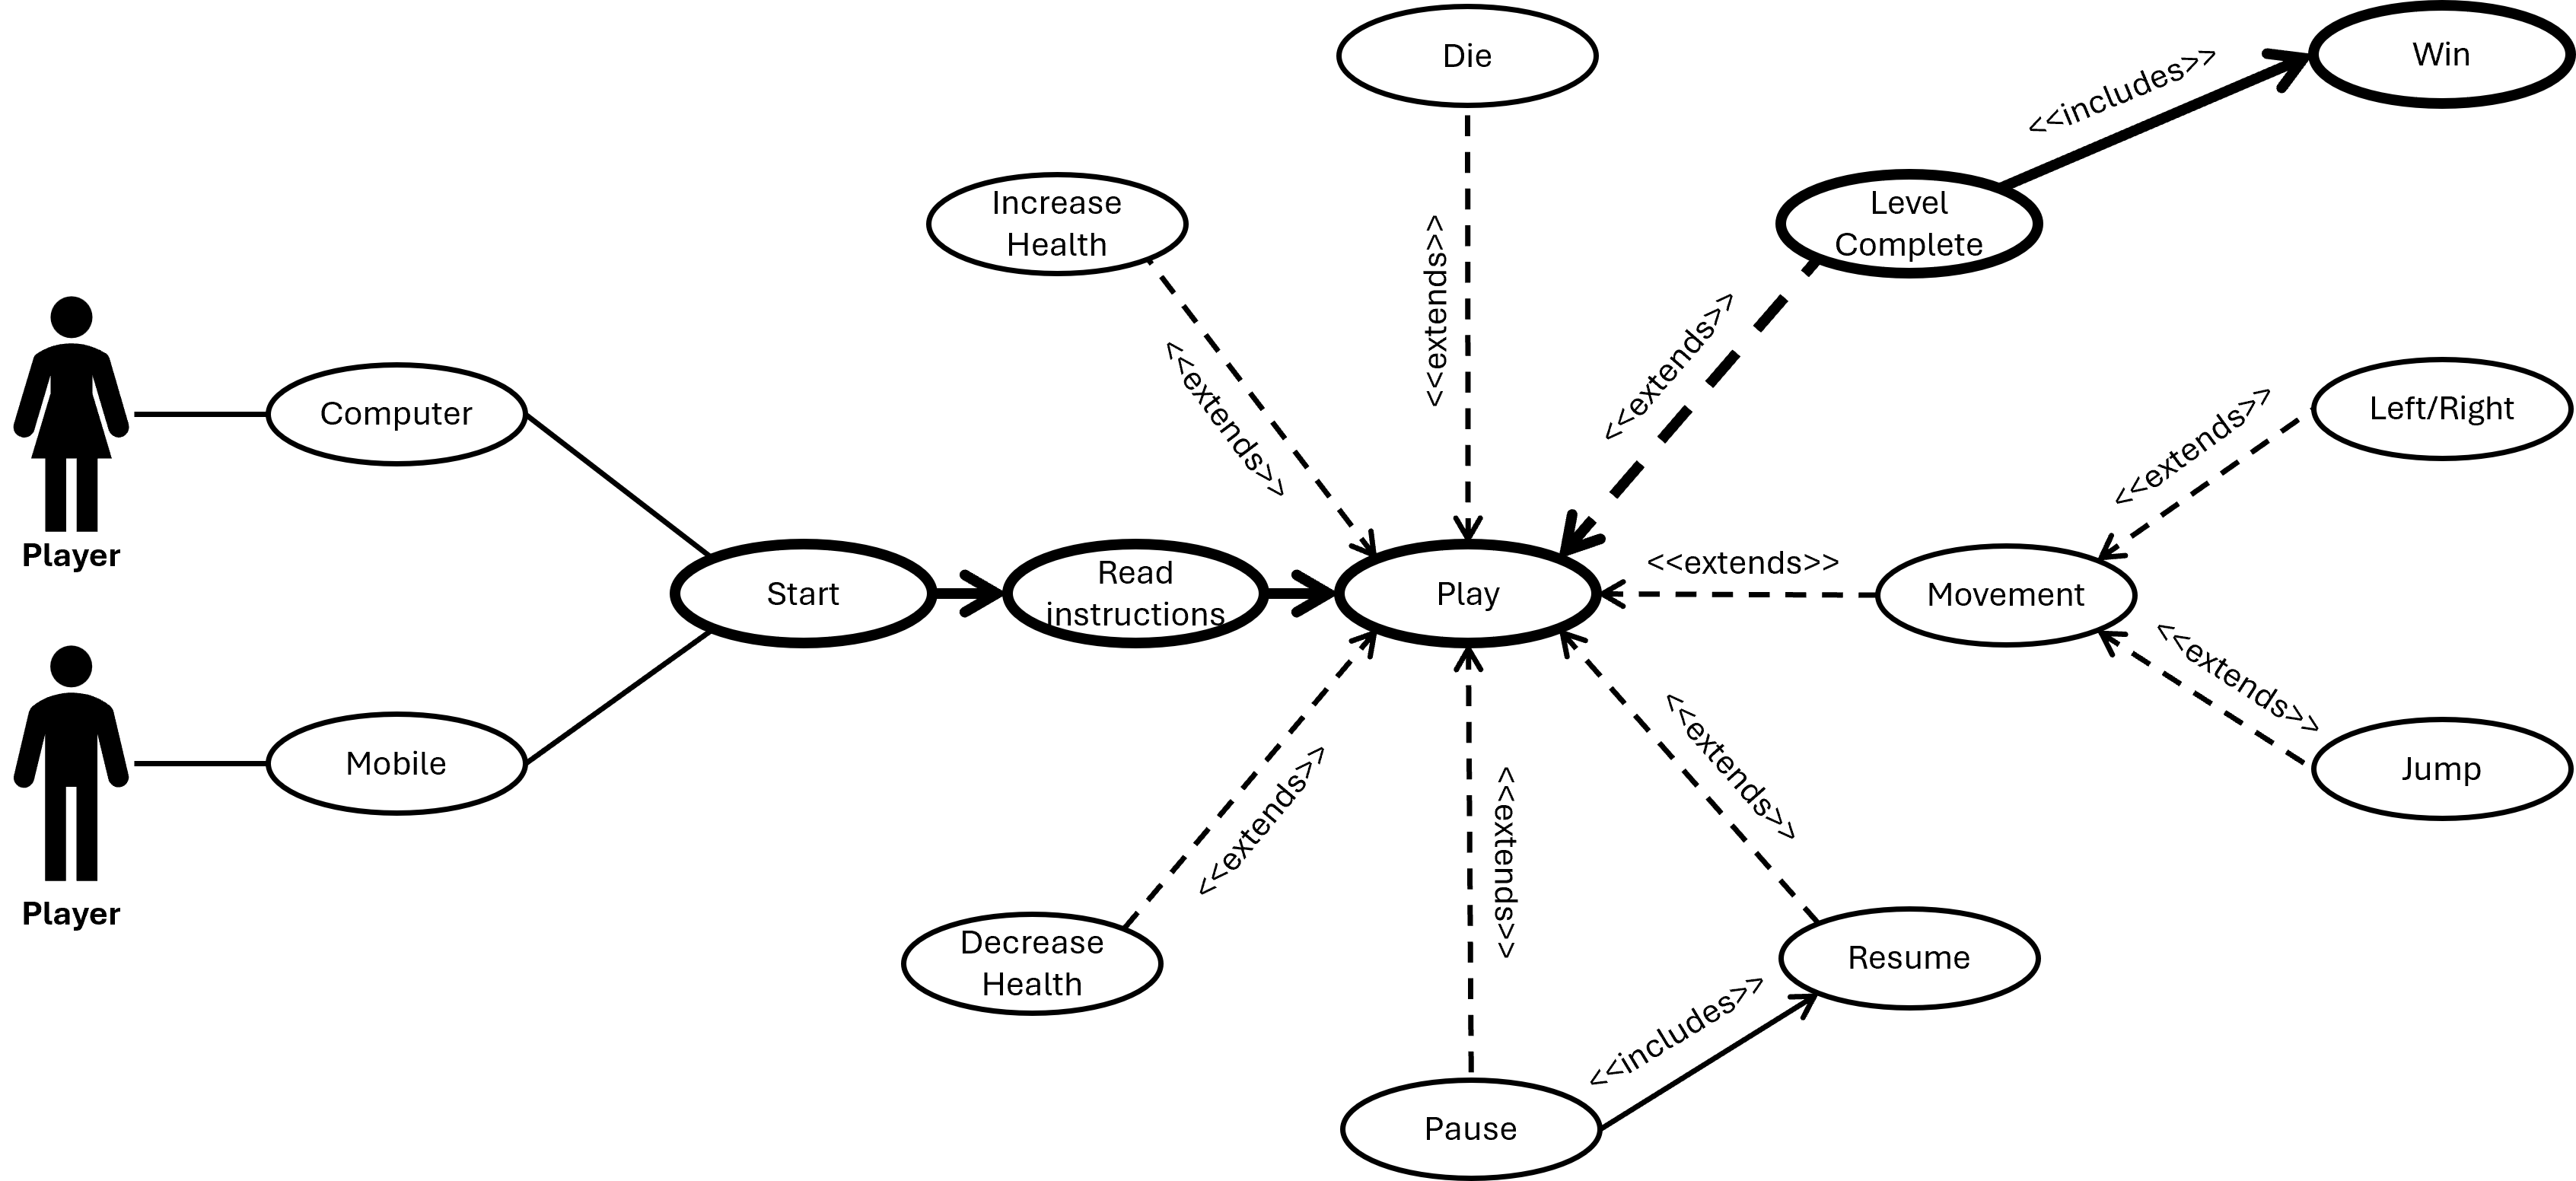 Die
<<includes>>
Win
Increase
Health
<<extends>>
<<extends>>
Level
Complete
<<extends>>
Player
Computer
<<extends>>
Left/Right
Start
Read
instructions
Play
<<extends>>
Movement
<<extends>>
Jump
Mobile
Player
<<extends>>
<<extends>>
<<extends>>
Decrease
Health
Resume
<<includes>>
Pause